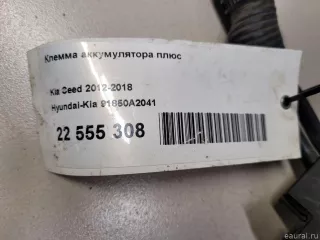 Клемма аккумулятора плюс
Kia Ceed 2012-2018
Hyundai-Kia 91850A2041
22 555 308
eaural.ru